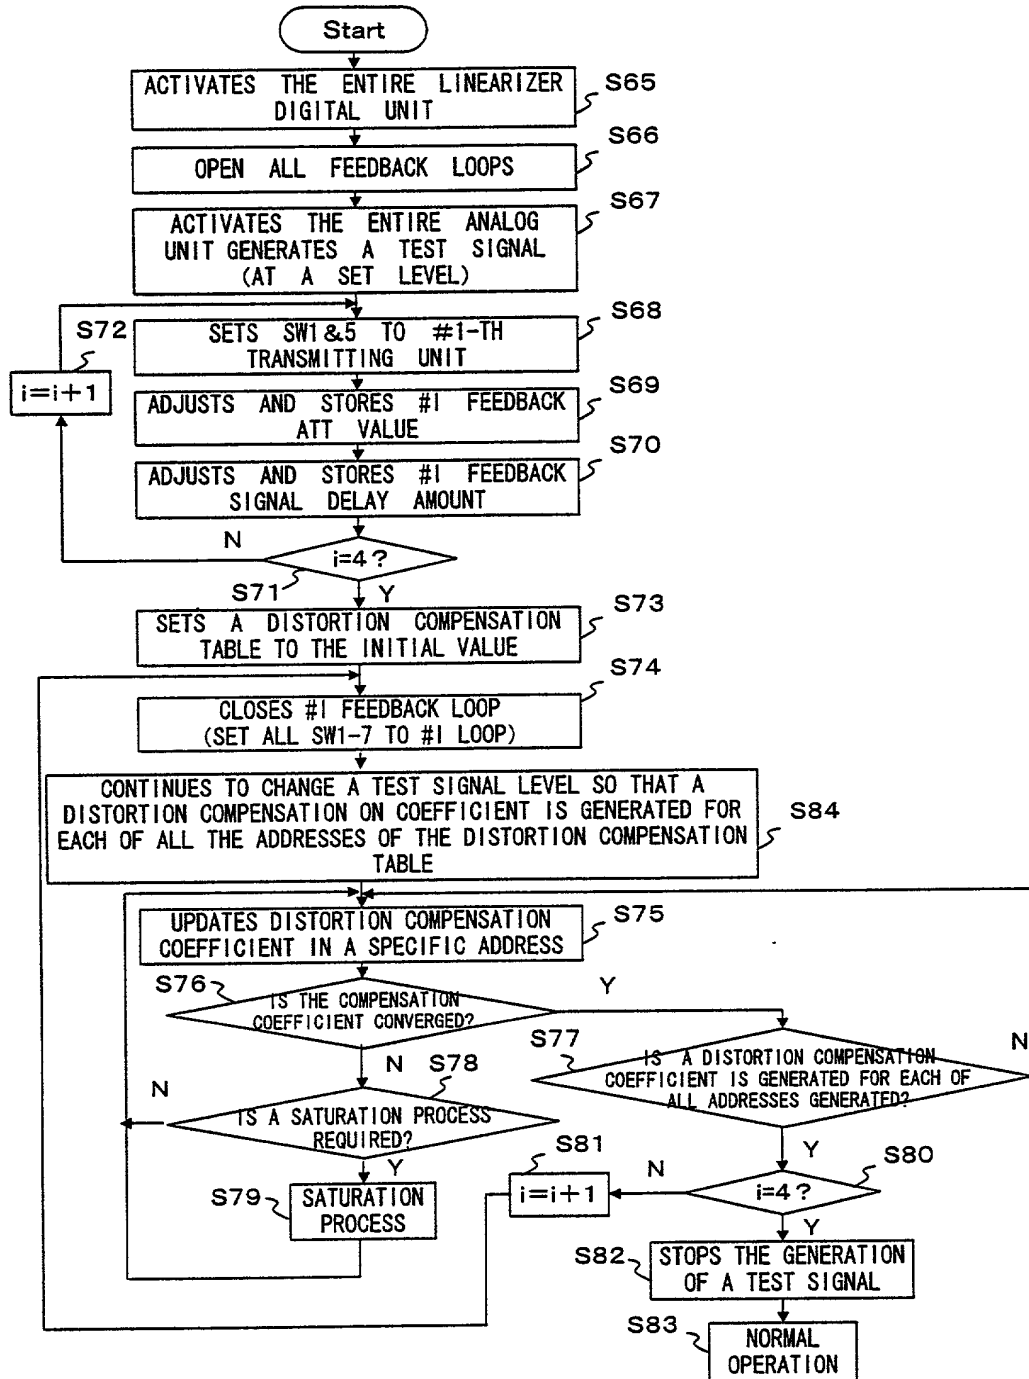 Start
ACTIVATES THE ENTIRE LINEARIZER
DIGITAL UNIT
S65
OPEN ALL FEEDBACK LOOPS
S66
ACTIVATES THE ENTIRE ANALOG
UNIT GENERATES A TEST SIGNAL
(AT A SET LEVEL)
S67
SETS SW1&5 TO #1-TH
TRANSMITTING UNIT
S68
S72
i=i+1
ADJUSTS AND STORES #I FEEDBACK
ATT VALUE
S69
ADJUSTS AND STORES #I FEEDBACK
SIGNAL DELAY AMOUNT
S70
N
i=4?
S71
Y
SETS A DISTORTION COMPENSATION
TABLE TO THE INITIAL VALUE
S73
CLOSES #I FEEDBACK LOOP
(SET ALL SW1-7 TO #I LOOP)
S74
CONTINUES TO CHANGE A TEST SIGNAL LEVEL SO THAT A
DISTORTION COMPENSATION ON COEFFICIENT IS GENERATED FOR
EACH OF ALL THE ADDRESSES OF THE DISTORTION COMPENSATION
TABLE
S84
UPDATES DISTORTION COMPENSATION
COEFFICIENT IN A SPECIFIC ADDRESS
S75
S76
IS THE COMPENSATION
COEFFICIENT CONVERGED?
Y
N
S77
IS A DISTORTION COMPENSATION
COEFFICIENT IS GENERATED FOR EACH OF
ALL ADDRESSES GENERATED?
N
Y
S78
IS A SATURATION PROCESS
REQUIRED?
N
Y
S79
SATURATION
PROCESS
S81
i=i+1
N
i=4?
S80
Y
S82
STOPS THE GENERATION
OF A TEST SIGNAL
S83
NORMAL
OPERATION